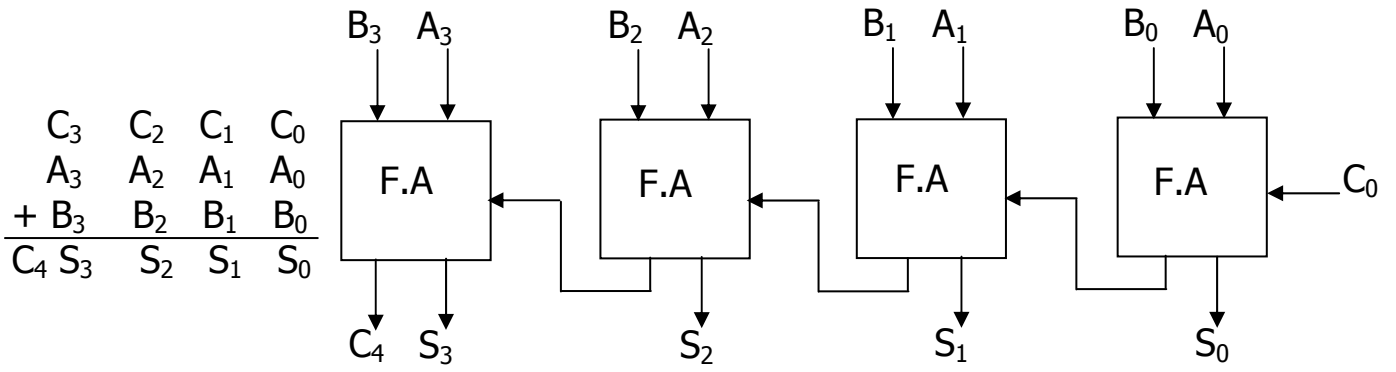 B₃ A₃ B₂ A₂ B₁ A₁ B₀ A₀
C₃ C₂ C₁ C₀
A₃ A₂ A₁ A₀
+ B₃ B₂ B₁ B₀
C₄ S₃ S₂ S₁ S₀
F.A F.A F.A F.A C₀
C₄ S₃ S₂ S₁ S₀